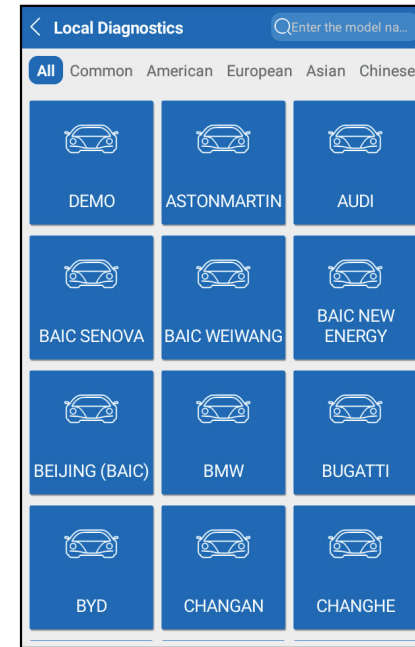 Local Diagnostics
Enter the model na...
All Common American European Asian Chinese
DEMO
ASTONMARTIN
AUDI
BAIC SENOVA
BAIC WEIWANG
BAIC NEW
ENERGY
BEIJING (BAIC)
BMW
BUGATTI
BYD
CHANGAN
CHANGHE